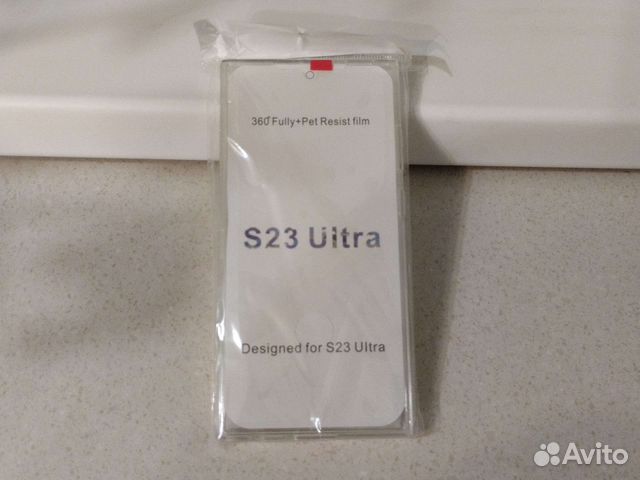 360°Fully+Pet Resist film
S23 Ultra
Designed for S23 Ultra
Avito